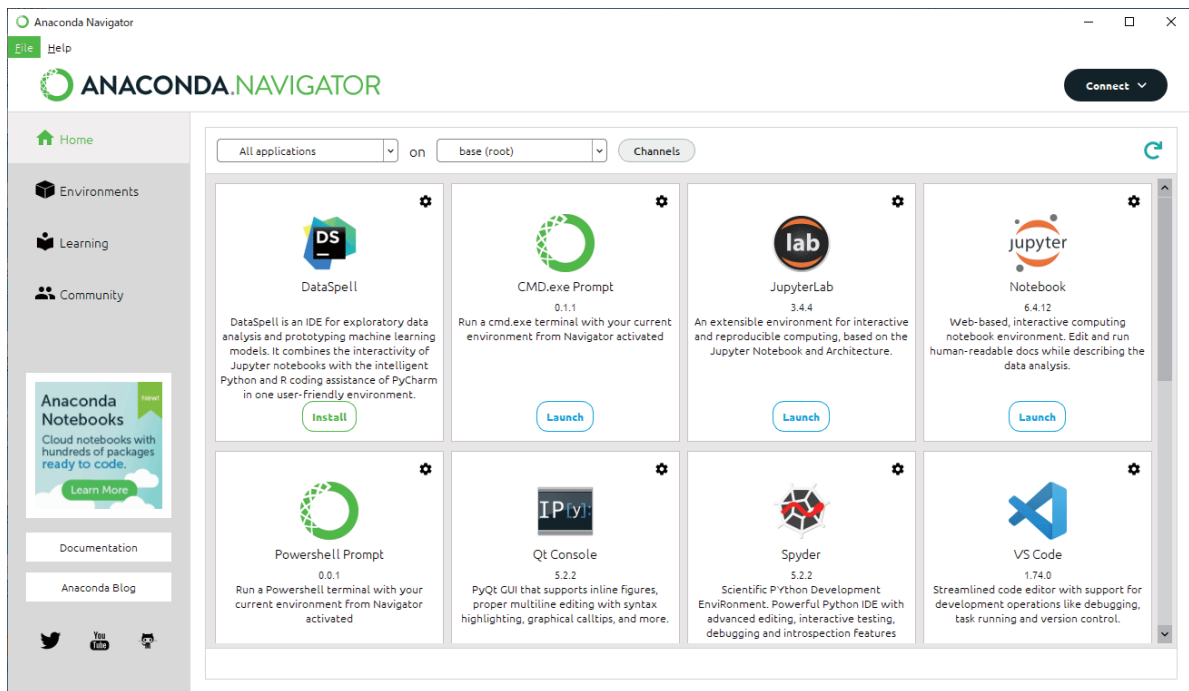 Anaconda Navigator
File Help
ANACONDA.NAVIGATOR
Connect
Home
Environments
Learning
Community
Anaconda
Notebooks
New!
Cloud notebooks with
hundreds of packages
ready to code.
Learn More
Documentation
Anaconda Blog
You
Tube
All applications on base (root) Channels
DS
DataSpell
DataSpell is an IDE for exploratory data
analysis and prototyping machine learning
models. It combines the interactivity of
Jupyter notebooks with the intelligent
Python and R coding assistance of PyCharm
in one user-friendly environment.
Install
CMD.exe Prompt
0.1.1
Run a cmd.exe terminal with your current
environment from Navigator activated
Launch
lab
JupyterLab
3.4.4
An extensible environment for interactive
and reproducible computing, based on the
Jupyter Notebook and Architecture.
Launch
jupyter
Notebook
6.4.12
Web-based, interactive computing
notebook environment. Edit and run
human-readable docs while describing the
data analysis.
Launch
Powershell Prompt
0.0.1
Run a Powershell terminal with your
current environment from Navigator
activated
IP[y]:
Qt Console
5.2.2
PyQt GUI that supports inline figures,
proper multiline editing with syntax
highlighting, graphical calltips, and more.
Spyder
5.2.2
Scientific PYthon Development
EnviRonment. Powerful Python IDE with
advanced editing, interactive testing,
debugging and introspection features
VS Code
1.74.0
Streamlined code editor with support for
development operations like debugging,
task running and version control.